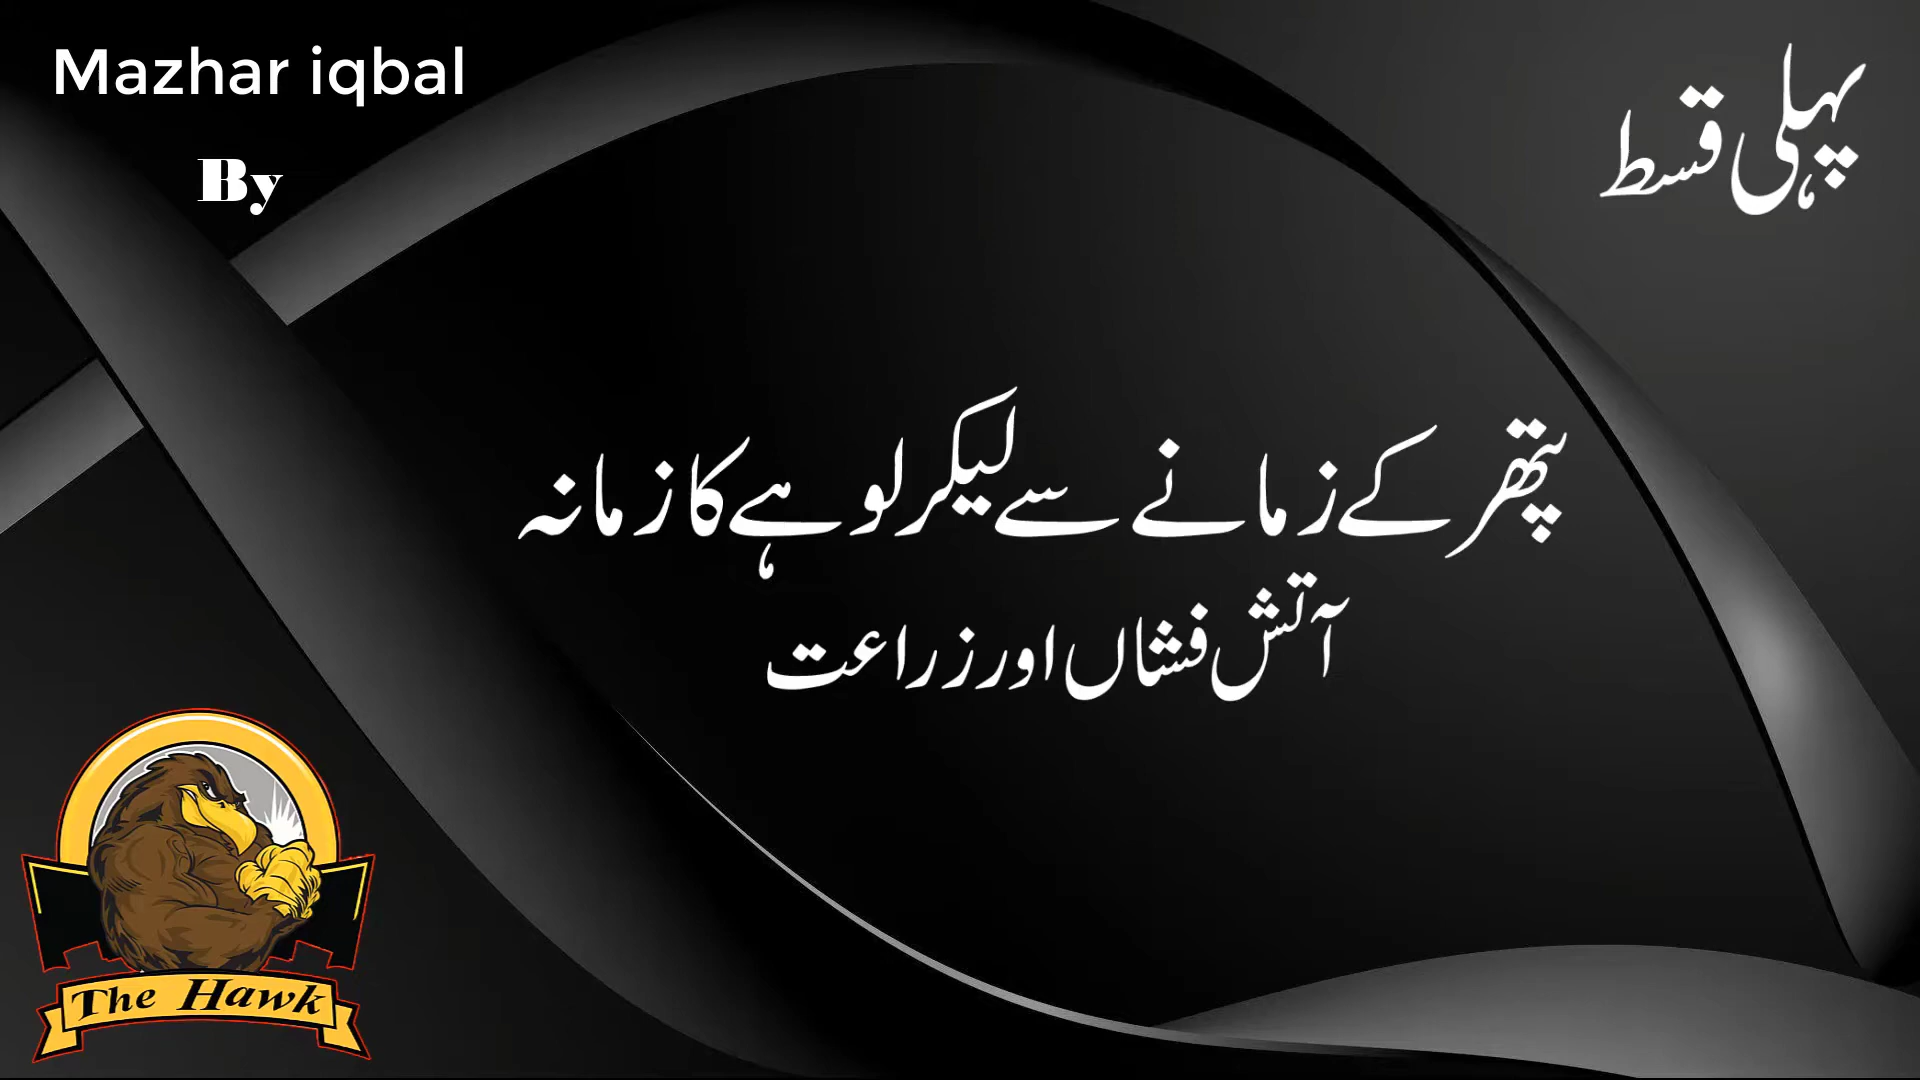 Mazhar iqbal
By
پہلی قسط
پتھر کے زمانے سے لیکر لوہے کا زمانہ
آتش فشاں اور زراعت
The Hawk